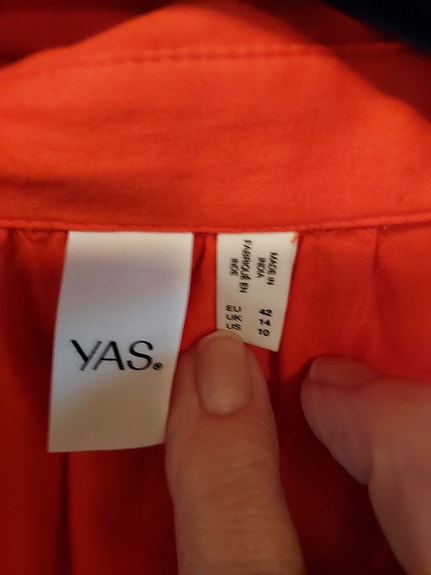 YAS.
MADE IN
INDIA
FABRIQUÉ EN
INDE
EU 42
UK 14
US 10